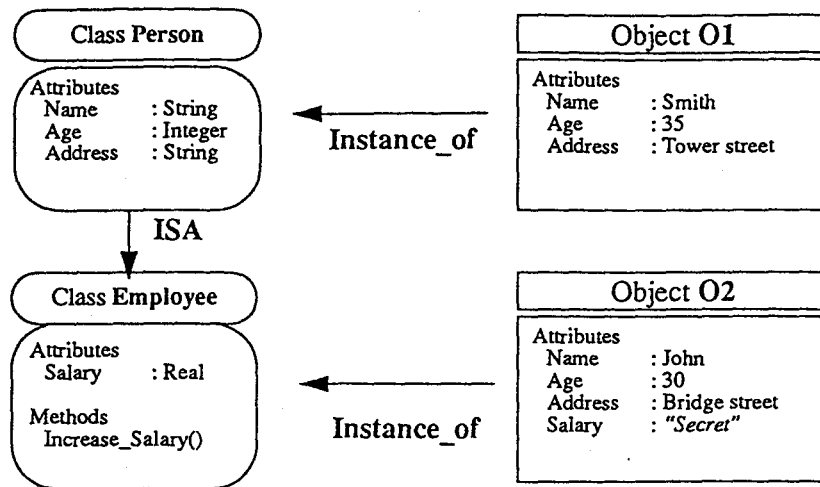 Class Person
Attributes
Name : String
Age : Integer
Address : String
Instance_of
Object O1
Attributes
Name : Smith
Age : 35
Address : Tower street
ISA
Class Employee
Attributes
Salary : Real
Methods
Increase_Salary()
Instance_of
Object O2
Attributes
Name : John
Age : 30
Address : Bridge street
Salary : "Secret"